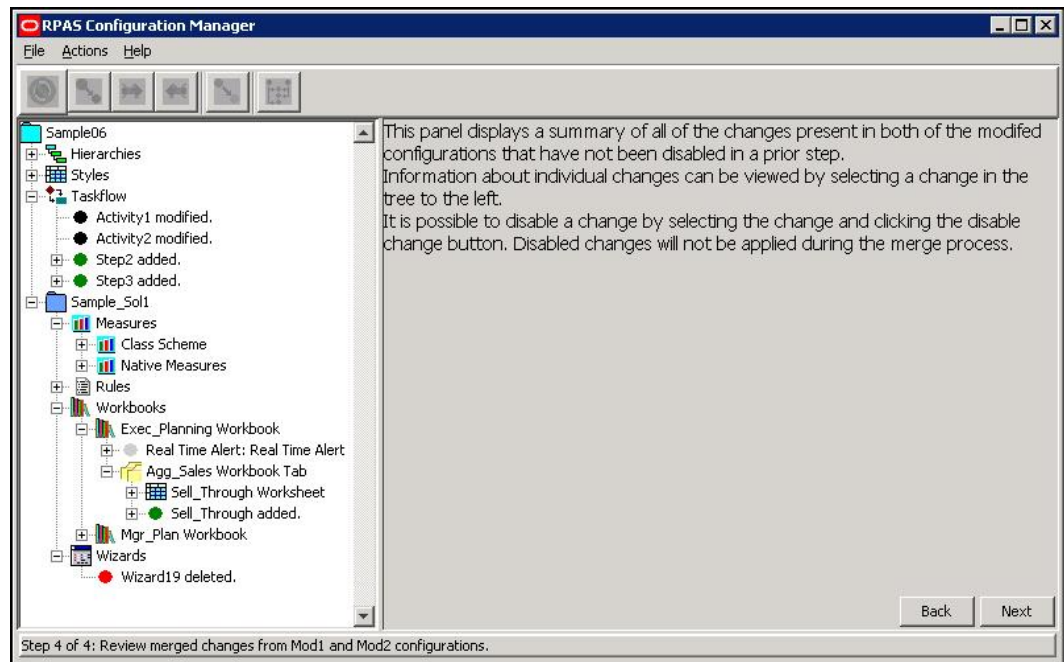 RPAS Configuration Manager
File Actions Help
Sample06
Hierarchies
Styles
Taskflow
Activity1 modified.
Activity2 modified.
Step2 added.
Step3 added.
Sample_Sol1
Measures
Class Scheme
Native Measures
Rules
Workbooks
Exec_Planning Workbook
Real Time Alert: Real Time Alert
Agg_Sales Workbook Tab
Sell_Through Worksheet
Sell_Through added.
Mgr_Plan Workbook
Wizards
Wizard19 deleted.
This panel displays a summary of all of the changes present in both of the modifed
configurations that have not been disabled in a prior step.
Information about individual changes can be viewed by selecting a change in the
tree to the left.
It is possible to disable a change by selecting the change and clicking the disable
change button. Disabled changes will not be applied during the merge process.
Back Next
Step 4 of 4: Review merged changes from Mod1 and Mod2 configurations.